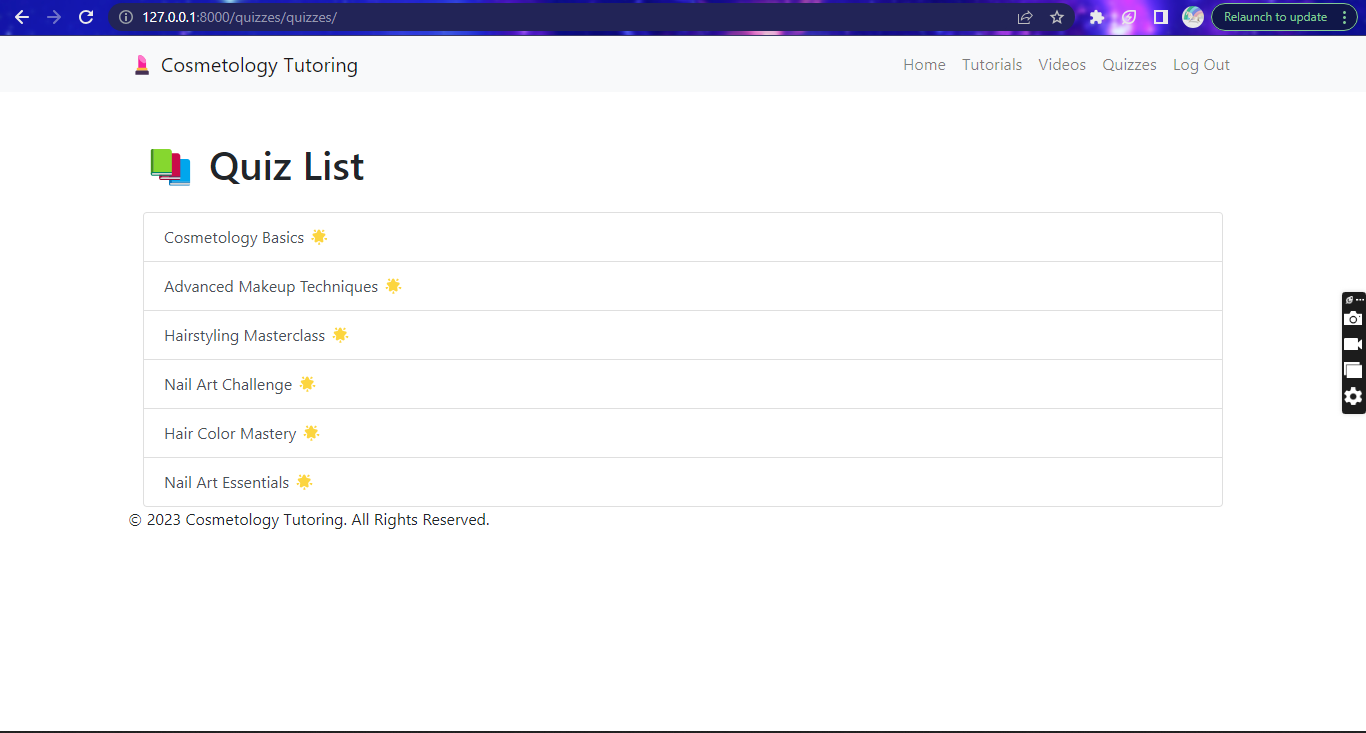 127.0.0.1:8000/quizzes/quizzes/
Relaunch to update
Cosmetology Tutoring
Home Tutorials Videos Quizzes Log Out
Quiz List
Cosmetology Basics
Advanced Makeup Techniques
Hairstyling Masterclass
Nail Art Challenge
Hair Color Mastery
Nail Art Essentials
© 2023 Cosmetology Tutoring. All Rights Reserved.